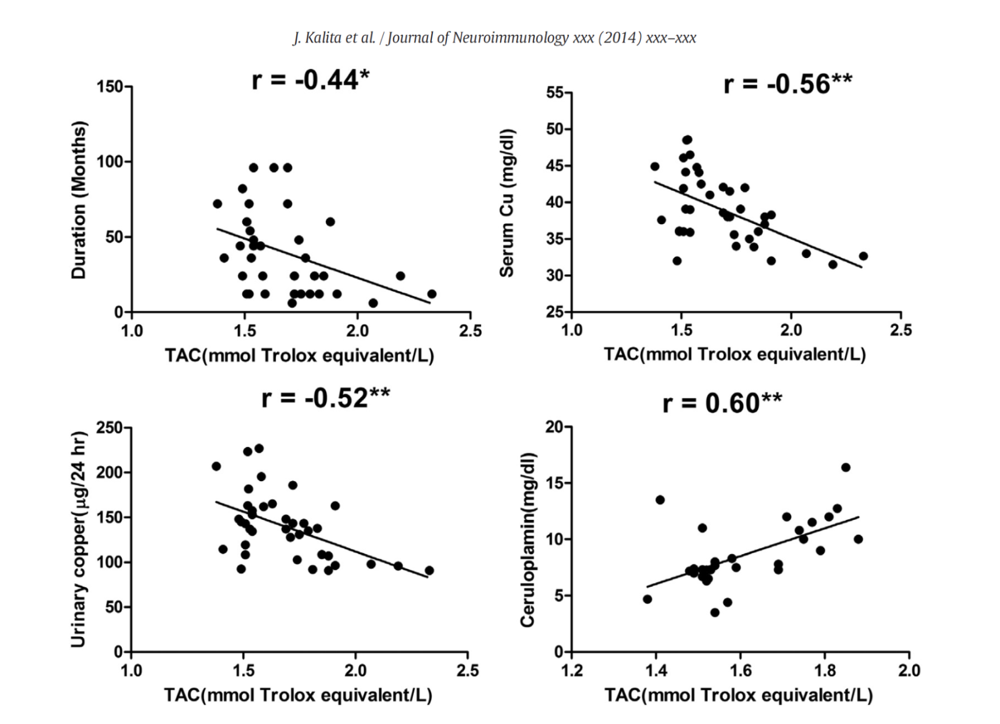 J. Kalita et al. / Journal of Neuroimmunology xxx (2014) xxx–xxx
r = -0.44*
150
100
50
0
Duration (Months)
1.0 1.5 2.0 2.5
TAC(mmol Trolox equivalent/L)
r = -0.56**
55
50
45
40
35
30
25
Serum Cu (mg/dl)
1.0 1.5 2.0 2.5
TAC(mmol Trolox equivalent/L)
r = -0.52**
250
200
150
100
50
0
Urinary copper(μg/24 hr)
1.0 1.5 2.0 2.5
TAC(mmol Trolox equivalent/L)
r = 0.60**
20
15
10
5
0
Ceruloplamin(mg/dl)
1.2 1.4 1.6 1.8 2.0
TAC(mmol Trolox equivalent/L)